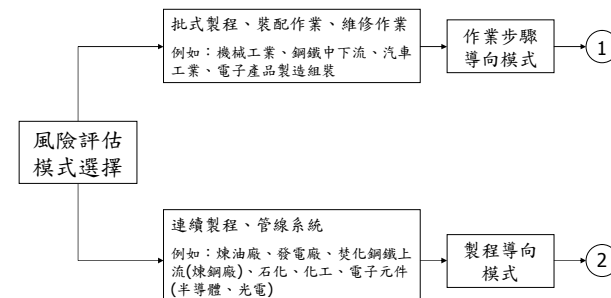 風險評估
模式選擇
批式製程、裝配作業、維修作業
例如：機械工業、鋼鐵中下流、汽車
工業、電子產品製造組裝
作業步驟
導向模式
1
連續製程、管線系統
例如：煉油廠、發電廠、焚化鋼鐵上
流(煉鋼廠)、石化、化工、電子元件
(半導體、光電)
製程導向
模式
2